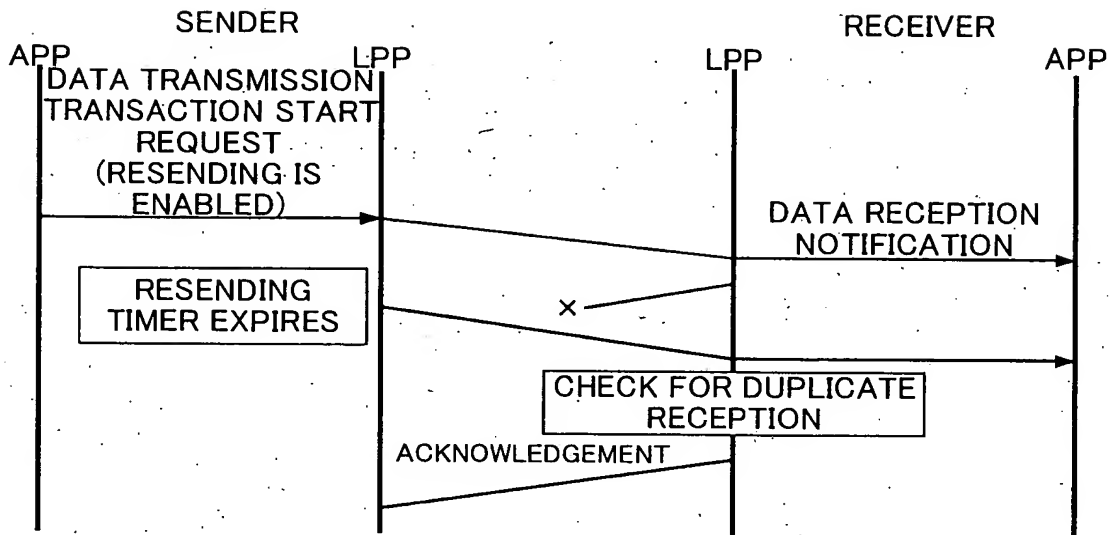 SENDER
RECEIVER
APP
LPP
LPP
APP
DATA TRANSMISSION
TRANSACTION START
REQUEST
(RESENDING IS
ENABLED)
DATA RECEPTION
NOTIFICATION
RESENDING
TIMER EXPIRES
×
CHECK FOR DUPLICATE
RECEPTION
ACKNOWLEDGEMENT